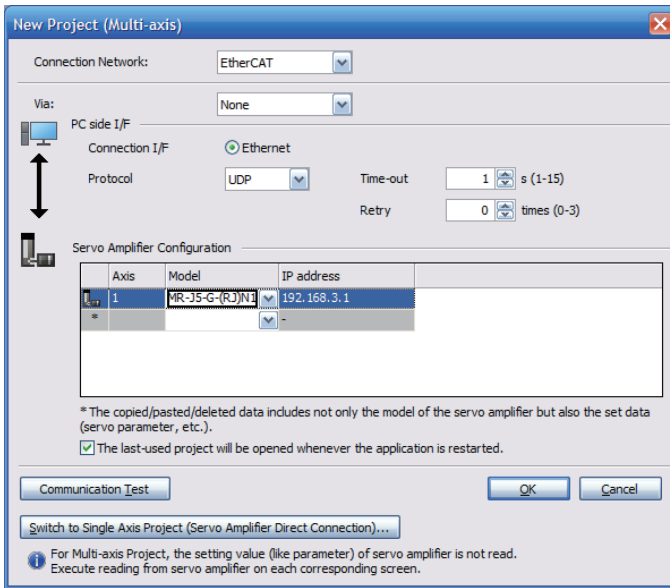 New Project (Multi-axis)
Connection Network: EtherCAT
Via: None
PC side I/F
Connection I/F Ethernet
Protocol UDP Time-out 1 s (1-15)
Retry 0 times (0-3)
Servo Amplifier Configuration
Axis Model IP address
1 MR-J5-G-(RJ)N1 192.168.3.1
* -
* The copied/pasted/deleted data includes not only the model of the servo amplifier but also the set data
(servo parameter, etc.).
The last-used project will be opened whenever the application is restarted.
Communication Test OK Cancel
Switch to Single Axis Project (Servo Amplifier Direct Connection)...
For Multi-axis Project, the setting value (like parameter) of servo amplifier is not read.
Execute reading from servo amplifier on each corresponding screen.